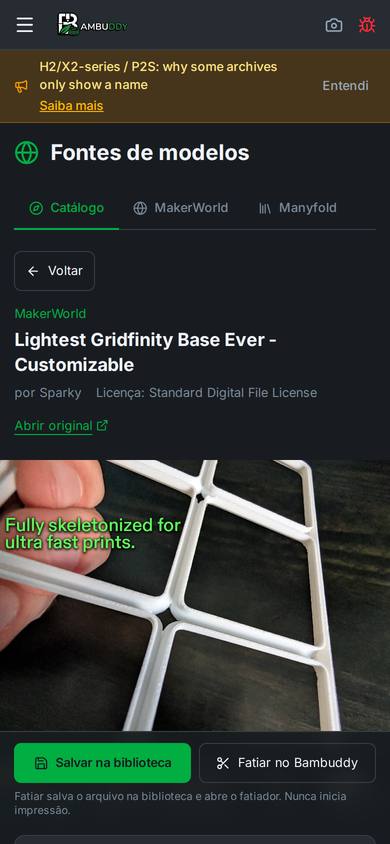 AMBUDDY
H2/X2-series / P2S: why some archives
only show a name
Saiba mais
Entendi
Fontes de modelos
Catálogo
MakerWorld
Manyfold
Voltar
MakerWorld
Lightest Gridfinity Base Ever -
Customizable
por Sparky
Licença: Standard Digital File License
Abrir original
Fully skeletonized for
ultra fast prints.
Salvar na biblioteca
Fatiar no Bambuddy
Fatiar salva o arquivo na biblioteca e abre o fatiador. Nunca inicia
impressão.